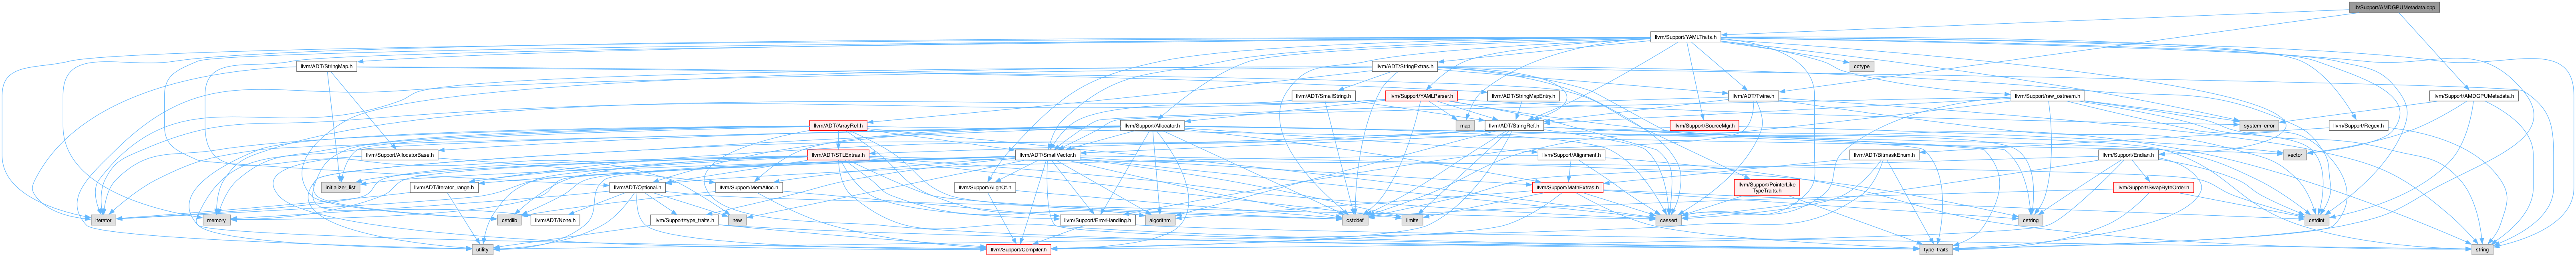 lib/Support/AMDGPUMetadata.cpp
llvm/Support/YAMLTraits.h
llvm/ADT/StringMap.h
llvm/ADT/StringExtras.h
cctype
llvm/ADT/SmallString.h
llvm/Support/YAMLParser.h
llvm/ADT/StringMapEntry.h
llvm/ADT/Twine.h
llvm/Support/raw_ostream.h
llvm/Support/AMDGPUMetadata.h
llvm/ADT/ArrayRef.h
llvm/Support/Allocator.h
map
llvm/ADT/StringRef.h
llvm/Support/SourceMgr.h
system_error
llvm/Support/Regex.h
llvm/Support/AllocatorBase.h
llvm/ADT/STLExtras.h
llvm/ADT/SmallVector.h
llvm/Support/Alignment.h
llvm/ADT/BitmaskEnum.h
llvm/Support/Endian.h
vector
initializer_list
llvm/ADT/iterator_range.h
llvm/ADT/Optional.h
llvm/Support/MemAlloc.h
llvm/Support/AlignOf.h
llvm/Support/MathExtras.h
llvm/Support/PointerLike
TypeTraits.h
llvm/Support/SwapByteOrder.h
iterator
memory
cstdlib
llvm/ADT/None.h
llvm/Support/type_traits.h
new
llvm/Support/ErrorHandling.h
algorithm
cstddef
limits
cassert
cstring
cstdint
utility
llvm/Support/Compiler.h
type_traits
string